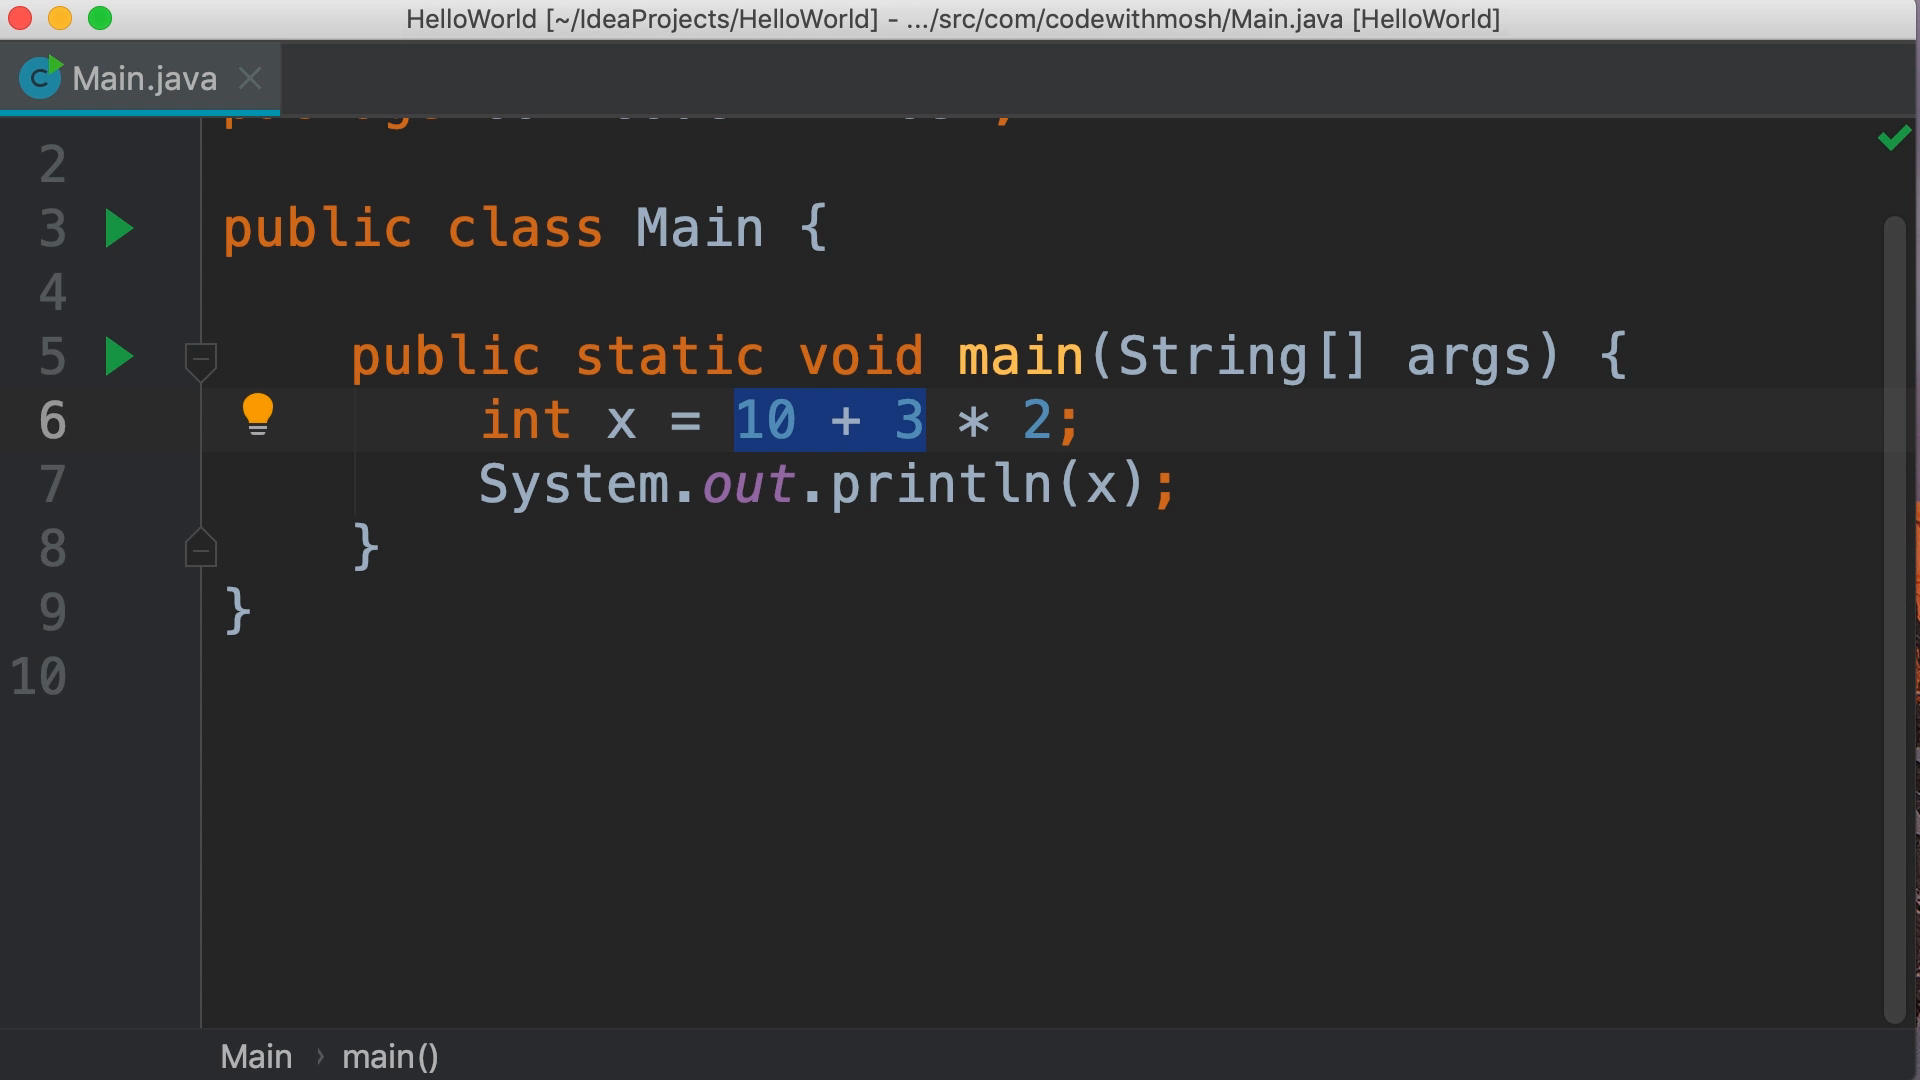 HelloWorld [~/IdeaProjects/HelloWorld] - .../src/com/codewithmosh/Main.java [HelloWorld]
C Main.java
2
3 public class Main {
4
5 public static void main(String[] args) {
6 int x = 10 + 3 * 2;
7 System.out.println(x);
8 }
9 }
10
Main › main()